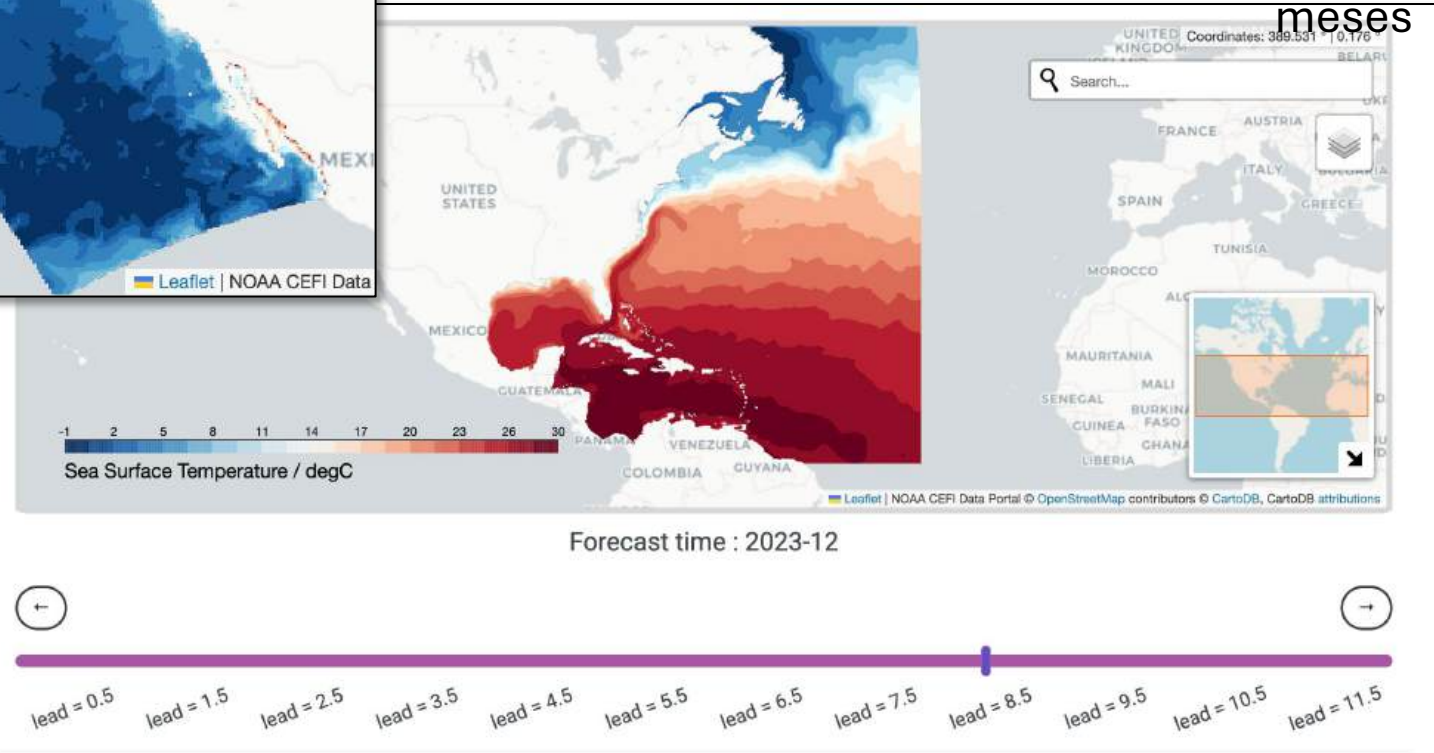 meses
UNITED
KINGDOM
Coordinates: 389.531 ° | 0.176 °
BELARU
Search...
UKR
FRANCE
AUSTRIA
ITALY
BULGARIA
SPAIN
GREECE
MEXI
UNITED
STATES
TUNISIA
MOROCCO
Leaflet | NOAA CEFI Data
MEXICO
MAURITANIA
GUATEMALA
MALI
SENEGAL
BURKINA
FASO
GUINEA
GHANA
LIBERIA
-1 2 5 8 11 14 17 20 23 26 30
Sea Surface Temperature / degC
PANAMA
VENEZUELA
COLOMBIA
GUYANA
Leaflet | NOAA CEFI Data Portal © OpenStreetMap contributors © CartoDB, CartoDB attributions
Forecast time : 2023-12
←
→
lead = 0.5
lead = 1.5
lead = 2.5
lead = 3.5
lead = 4.5
lead = 5.5
lead = 6.5
lead = 7.5
lead = 8.5
lead = 9.5
lead = 10.5
lead = 11.5